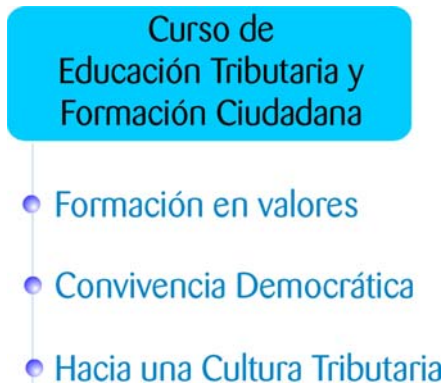 Curso de
Educación Tributaria y
Formación Ciudadana
Formación en valores
Convivencia Democrática
Hacia una Cultura Tributaria